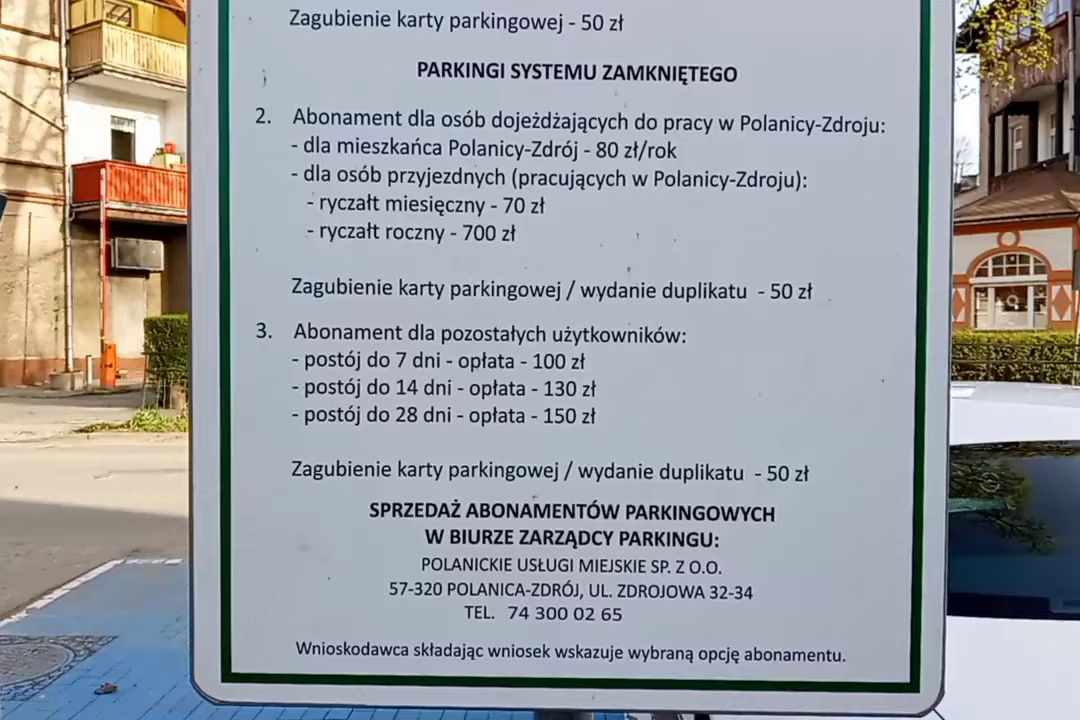 Zagubienie karty parkingowej - 50 zł
PARKINGI SYSTEMU ZAMKNIĘTEGO
2. Abonament dla osób dojeżdżających do pracy w Polanicy-Zdroju:
- dla mieszkańca Polanicy-Zdrój - 80 zł/rok
- dla osób przyjezdnych (pracujących w Polanicy-Zdroju):
- ryczałt miesięczny - 70 zł
- ryczałt roczny - 700 zł
Zagubienie karty parkingowej / wydanie duplikatu - 50 zł
3. Abonament dla pozostałych użytkowników:
- postój do 7 dni - opłata - 100 zł
- postój do 14 dni - opłata - 130 zł
- postój do 28 dni - opłata - 150 zł
Zagubienie karty parkingowej / wydanie duplikatu - 50 zł
SPRZEDAŻ ABONAMENTÓW PARKINGOWYCH
W BIURZE ZARZĄDCY PARKINGU:
POLANICKIE USŁUGI MIEJSKIE SP. Z O.O.
57-320 POLANICA-ZDRÓJ, UL. ZDROJOWA 32-34
TEL. 74 300 02 65
Wnioskodawca składając wniosek wskazuje wybraną opcję abonamentu.